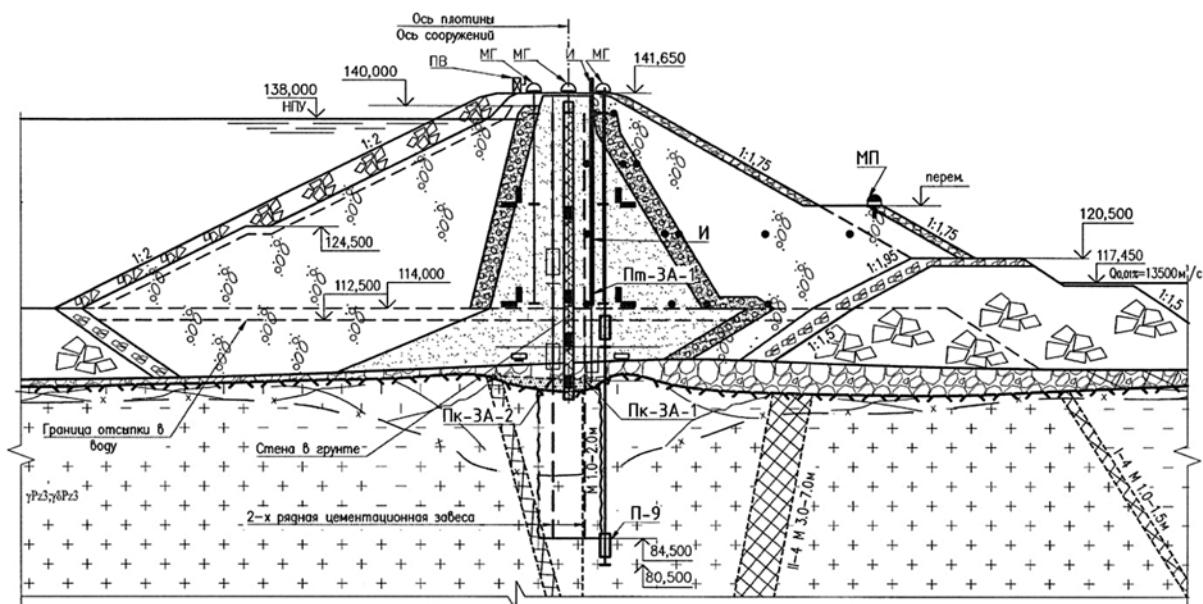 Ось плотины
Ось сооружений
ПВ
МГ
МГ
И
МГ
141,650
140,000
138,000
НПУ
1:2
1:1,75
МП
перем.
1:1,75
120,500
117,450
Q₀,₀₁%=13500м³/с
1:2
124,500
И
1:1,95
Пт-3А-1
112,500
114,000
1:1,5
1:1,5
Пк-3А-2
Пк-3А-1
Граница отсыпки в
воду
Стена в грунте
М 1.0-2.0м
γPz3;γδPz3
2-х рядная цементационная завеса
П-9
II-4 М 3.0-7.0м
I-4 М 1.0-1.5м
84,500
80,500